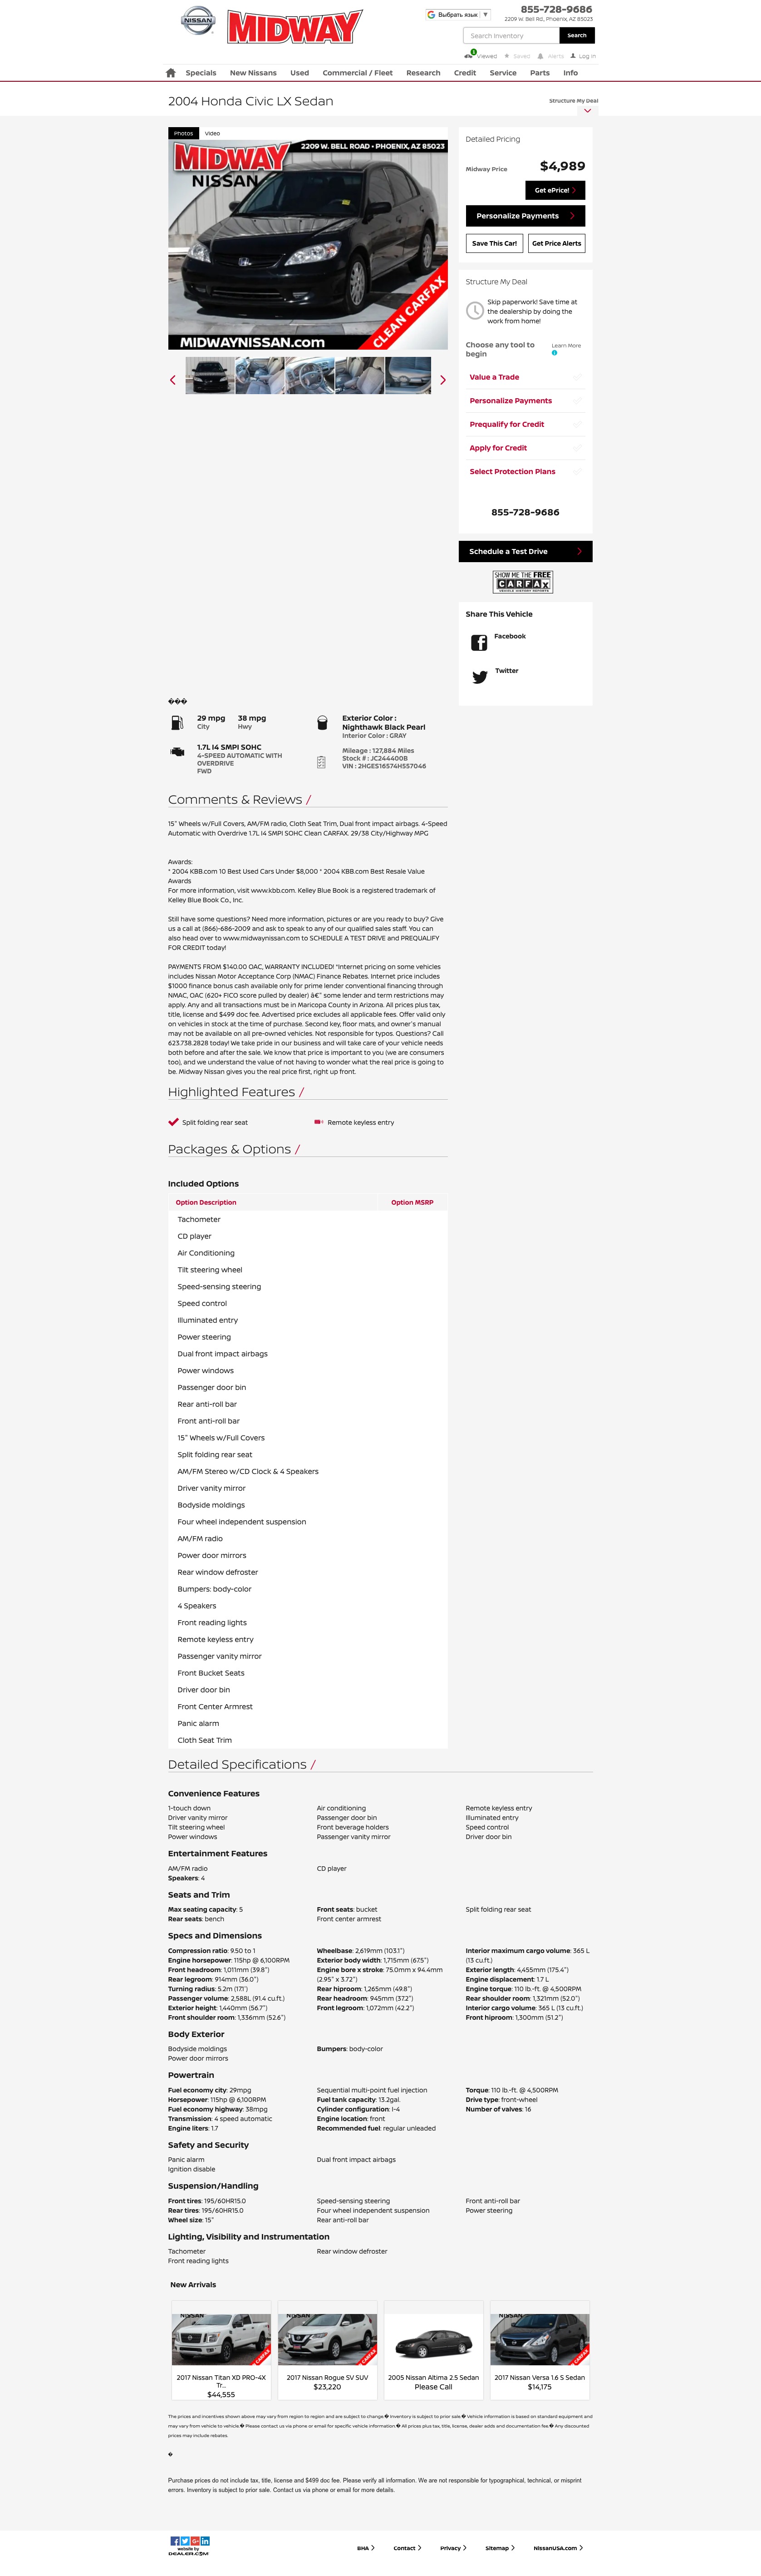 NISSAN
MIDWAY
Выбрать язык ▼
855-728-9686
2209 W. Bell Rd., Phoenix, AZ 85023
Search Inventory
Search
1
Viewed
Saved
Alerts
Log In
Specials
New Nissans
Used
Commercial / Fleet
Research
Credit
Service
Parts
Info
2004 Honda Civic LX Sedan
Structure My Deal
Photos
Video
2209 W. BELL ROAD • PHOENIX, AZ 85023
MIDWAY
NISSAN
CLEAN CARFAX
MIDWAYNISSAN.com
Detailed Pricing
Midway Price
$4,989
Get ePrice!
Personalize Payments
Save This Car!
Get Price Alerts
Structure My Deal
Skip paperwork! Save time at
the dealership by doing the
work from home!
Choose any tool to
begin
Learn More
Value a Trade
Personalize Payments
Prequalify for Credit
Apply for Credit
Select Protection Plans
855-728-9686
Schedule a Test Drive
SHOW ME THE FREE
CARFAX
VEHICLE HISTORY REPORTS
Share This Vehicle
Facebook
Twitter
���
29 mpg
City
38 mpg
Hwy
1.7L I4 SMPI SOHC
4-SPEED AUTOMATIC WITH
OVERDRIVE
FWD
Exterior Color :
Nighthawk Black Pearl
Interior Color : GRAY
Mileage : 127,884 Miles
Stock # : JC244400B
VIN : 2HGES16574H557046
Comments & Reviews /
15" Wheels w/Full Covers, AM/FM radio, Cloth Seat Trim, Dual front impact airbags. 4-Speed
Automatic with Overdrive 1.7L I4 SMPI SOHC Clean CARFAX. 29/38 City/Highway MPG
Awards:
* 2004 KBB.com 10 Best Used Cars Under $8,000 * 2004 KBB.com Best Resale Value
Awards
For more information, visit www.kbb.com. Kelley Blue Book is a registered trademark of
Kelley Blue Book Co., Inc.
Still have some questions? Need more information, pictures or are you ready to buy? Give
us a call at (866)-686-2009 and ask to speak to any of our qualified sales staff. You can
also head over to www.midwaynissan.com to SCHEDULE A TEST DRIVE and PREQUALIFY
FOR CREDIT today!
PAYMENTS FROM $140.00 OAC, WARRANTY INCLUDED! *Internet pricing on some vehicles
includes Nissan Motor Acceptance Corp (NMAC) Finance Rebates. Internet price includes
$1000 finance bonus cash available only for prime lender conventional financing through
NMAC, OAC (620+ FICO score pulled by dealer) â€" some lender and term restrictions may
apply. Any and all transactions must be in Maricopa County in Arizona. All prices plus tax,
title, license and $499 doc fee. Advertised price excludes all applicable fees. Offer valid only
on vehicles in stock at the time of purchase. Second key, floor mats, and owner's manual
may not be available on all pre-owned vehicles. Not responsible for typos. Questions? Call
623.738.2828 today! We take pride in our business and will take care of your vehicle needs
both before and after the sale. We know that price is important to you (we are consumers
too), and we understand the value of not having to wonder what the real price is going to
be. Midway Nissan gives you the real price first, right up front.
Highlighted Features /
Split folding rear seat
Remote keyless entry
Packages & Options /
Included Options
Option Description
Option MSRP
Tachometer
CD player
Air Conditioning
Tilt steering wheel
Speed-sensing steering
Speed control
Illuminated entry
Power steering
Dual front impact airbags
Power windows
Passenger door bin
Rear anti-roll bar
Front anti-roll bar
15" Wheels w/Full Covers
Split folding rear seat
AM/FM Stereo w/CD Clock & 4 Speakers
Driver vanity mirror
Bodyside moldings
Four wheel independent suspension
AM/FM radio
Power door mirrors
Rear window defroster
Bumpers: body-color
4 Speakers
Front reading lights
Remote keyless entry
Passenger vanity mirror
Front Bucket Seats
Driver door bin
Front Center Armrest
Panic alarm
Cloth Seat Trim
Detailed Specifications /
Convenience Features
1-touch down
Driver vanity mirror
Tilt steering wheel
Power windows
Air conditioning
Passenger door bin
Front beverage holders
Passenger vanity mirror
Remote keyless entry
Illuminated entry
Speed control
Driver door bin
Entertainment Features
AM/FM radio
Speakers: 4
CD player
Seats and Trim
Max seating capacity: 5
Rear seats: bench
Front seats: bucket
Front center armrest
Split folding rear seat
Specs and Dimensions
Compression ratio: 9.50 to 1
Engine horsepower: 115hp @ 6,100RPM
Front headroom: 1,011mm (39.8")
Rear legroom: 914mm (36.0")
Turning radius: 5.2m (17.1')
Passenger volume: 2,588L (91.4 cu.ft.)
Exterior height: 1,440mm (56.7")
Front shoulder room: 1,336mm (52.6")
Wheelbase: 2,619mm (103.1")
Exterior body width: 1,715mm (67.5")
Engine bore x stroke: 75.0mm x 94.4mm
(2.95" x 3.72")
Rear hiproom: 1,265mm (49.8")
Rear headroom: 945mm (37.2")
Front legroom: 1,072mm (42.2")
Interior maximum cargo volume: 365 L
(13 cu.ft.)
Exterior length: 4,455mm (175.4")
Engine displacement: 1.7 L
Engine torque: 110 lb.-ft. @ 4,500RPM
Rear shoulder room: 1,321mm (52.0")
Interior cargo volume: 365 L (13 cu.ft.)
Front hiproom: 1,300mm (51.2")
Body Exterior
Bodyside moldings
Power door mirrors
Bumpers: body-color
Powertrain
Fuel economy city: 29mpg
Horsepower: 115hp @ 6,100RPM
Fuel economy highway: 38mpg
Transmission: 4 speed automatic
Engine liters: 1.7
Sequential multi-point fuel injection
Fuel tank capacity: 13.2gal.
Cylinder configuration: I-4
Engine location: front
Recommended fuel: regular unleaded
Torque: 110 lb.-ft. @ 4,500RPM
Drive type: front-wheel
Number of valves: 16
Safety and Security
Panic alarm
Ignition disable
Dual front impact airbags
Suspension/Handling
Front tires: 195/60HR15.0
Rear tires: 195/60HR15.0
Wheel size: 15"
Speed-sensing steering
Four wheel independent suspension
Rear anti-roll bar
Front anti-roll bar
Power steering
Lighting, Visibility and Instrumentation
Tachometer
Front reading lights
Rear window defroster
New Arrivals
NISSAN
CARFAX
2017 Nissan Titan XD PRO-4X
Tr...
$44,555
NISSAN
CARFAX
2017 Nissan Rogue SV SUV
$23,220
2005 Nissan Altima 2.5 Sedan
Please Call
NISSAN
CARFAX
2017 Nissan Versa 1.6 S Sedan
$14,175
The prices and incentives shown above may vary from region to region and are subject to change.� Inventory is subject to prior sale.� Vehicle information is based on standard equipment and
may vary from vehicle to vehicle.� Please contact us via phone or email for specific vehicle information.� All prices plus tax, title, license, dealer adds and documentation fee.� Any discounted
prices may include rebates.
�
Purchase prices do not include tax, title, license and $499 doc fee. Please verify all information. We are not responsible for typographical, technical, or misprint
errors. Inventory is subject to prior sale. Contact us via phone or email for more details.
website by
DEALER.COM
BHA
Contact
Privacy
Sitemap
NissanUSA.com